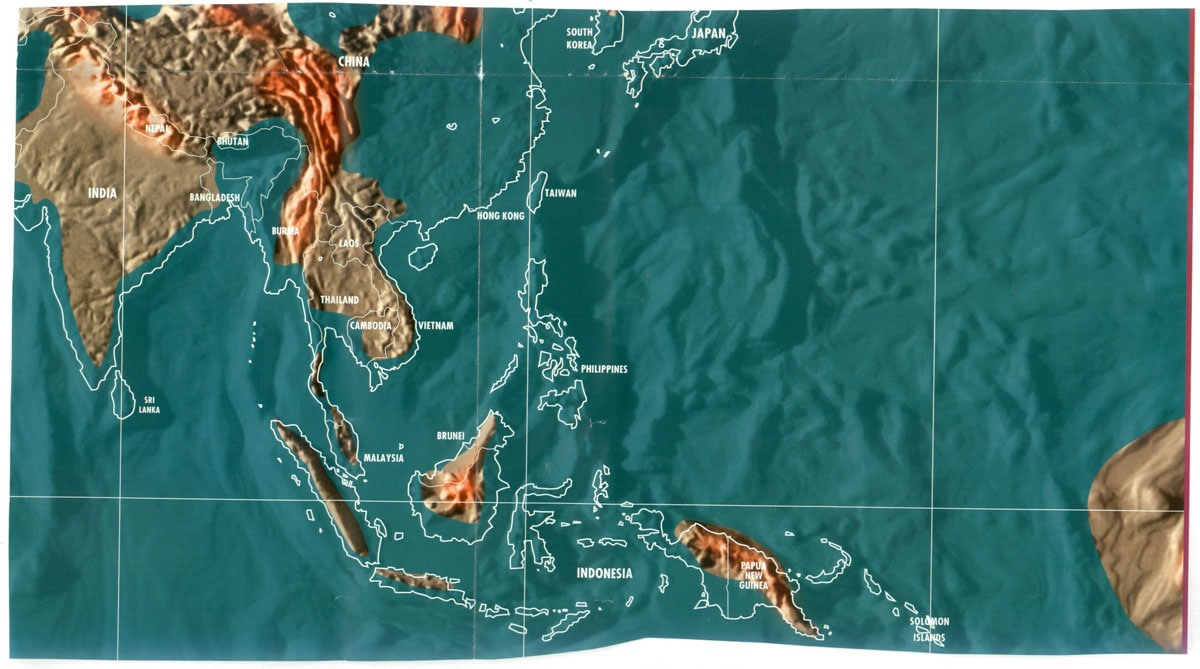 SOUTH
KOREA
JAPAN
CHINA
NEPAL
BHUTAN
INDIA
BANGLADESH
TAIWAN
HONG KONG
BURMA
LAOS
THAILAND
CAMBODIA
VIETNAM
PHILIPPINES
SRI
LANKA
BRUNEI
MALAYSIA
INDONESIA
PAPUA
NEW
GUINEA
SOLOMON
ISLANDS